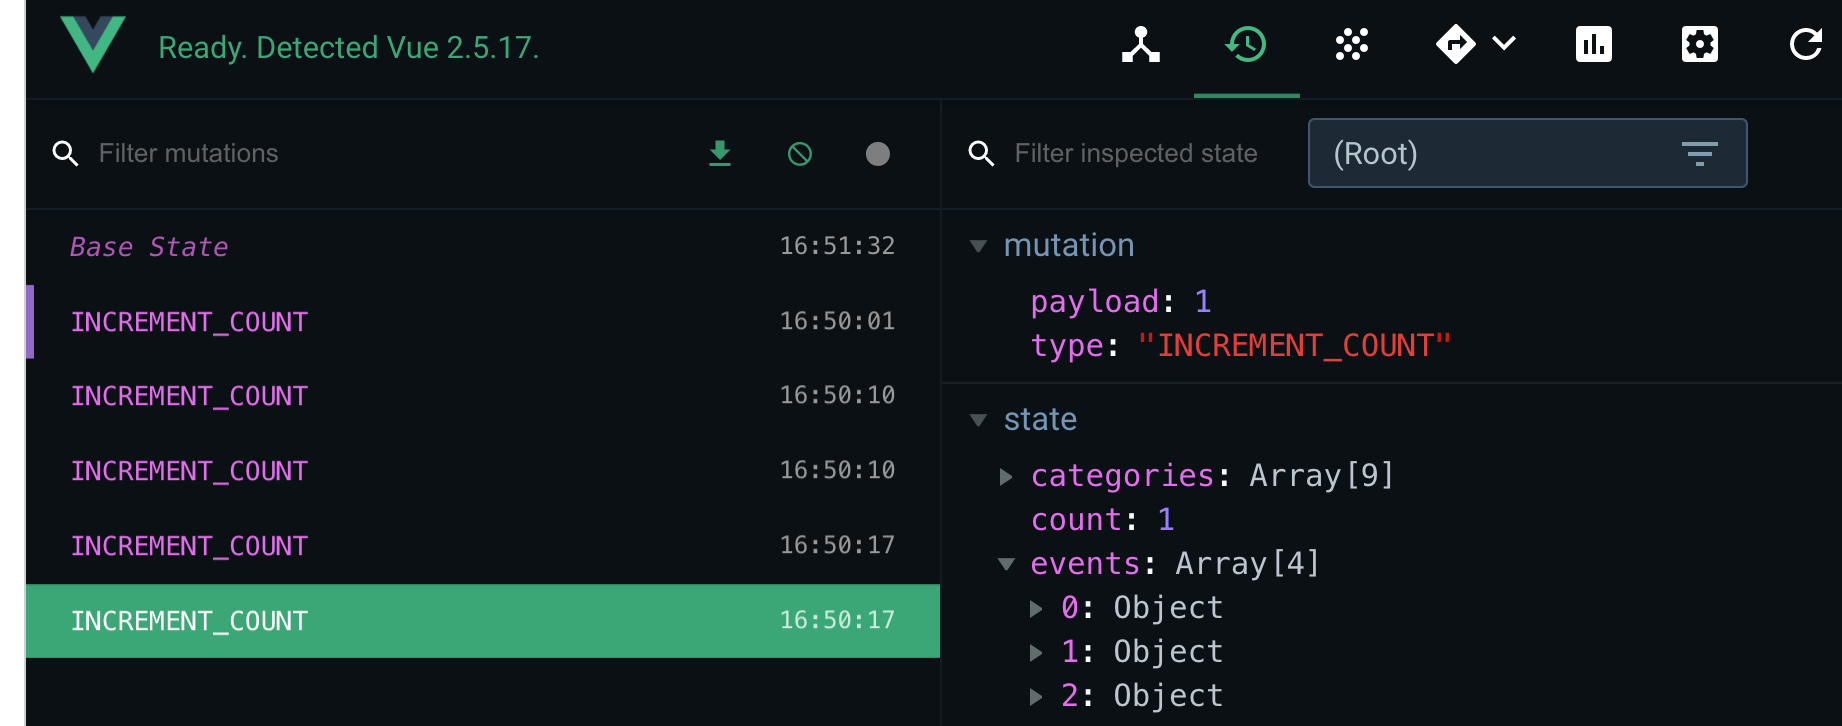 Ready. Detected Vue 2.5.17.
Filter mutations
Base State 16:51:32
INCREMENT_COUNT 16:50:01
INCREMENT_COUNT 16:50:10
INCREMENT_COUNT 16:50:10
INCREMENT_COUNT 16:50:17
INCREMENT_COUNT 16:50:17
Filter inspected state
(Root)
mutation
payload: 1
type: "INCREMENT_COUNT"
state
categories: Array[9]
count: 1
events: Array[4]
0: Object
1: Object
2: Object